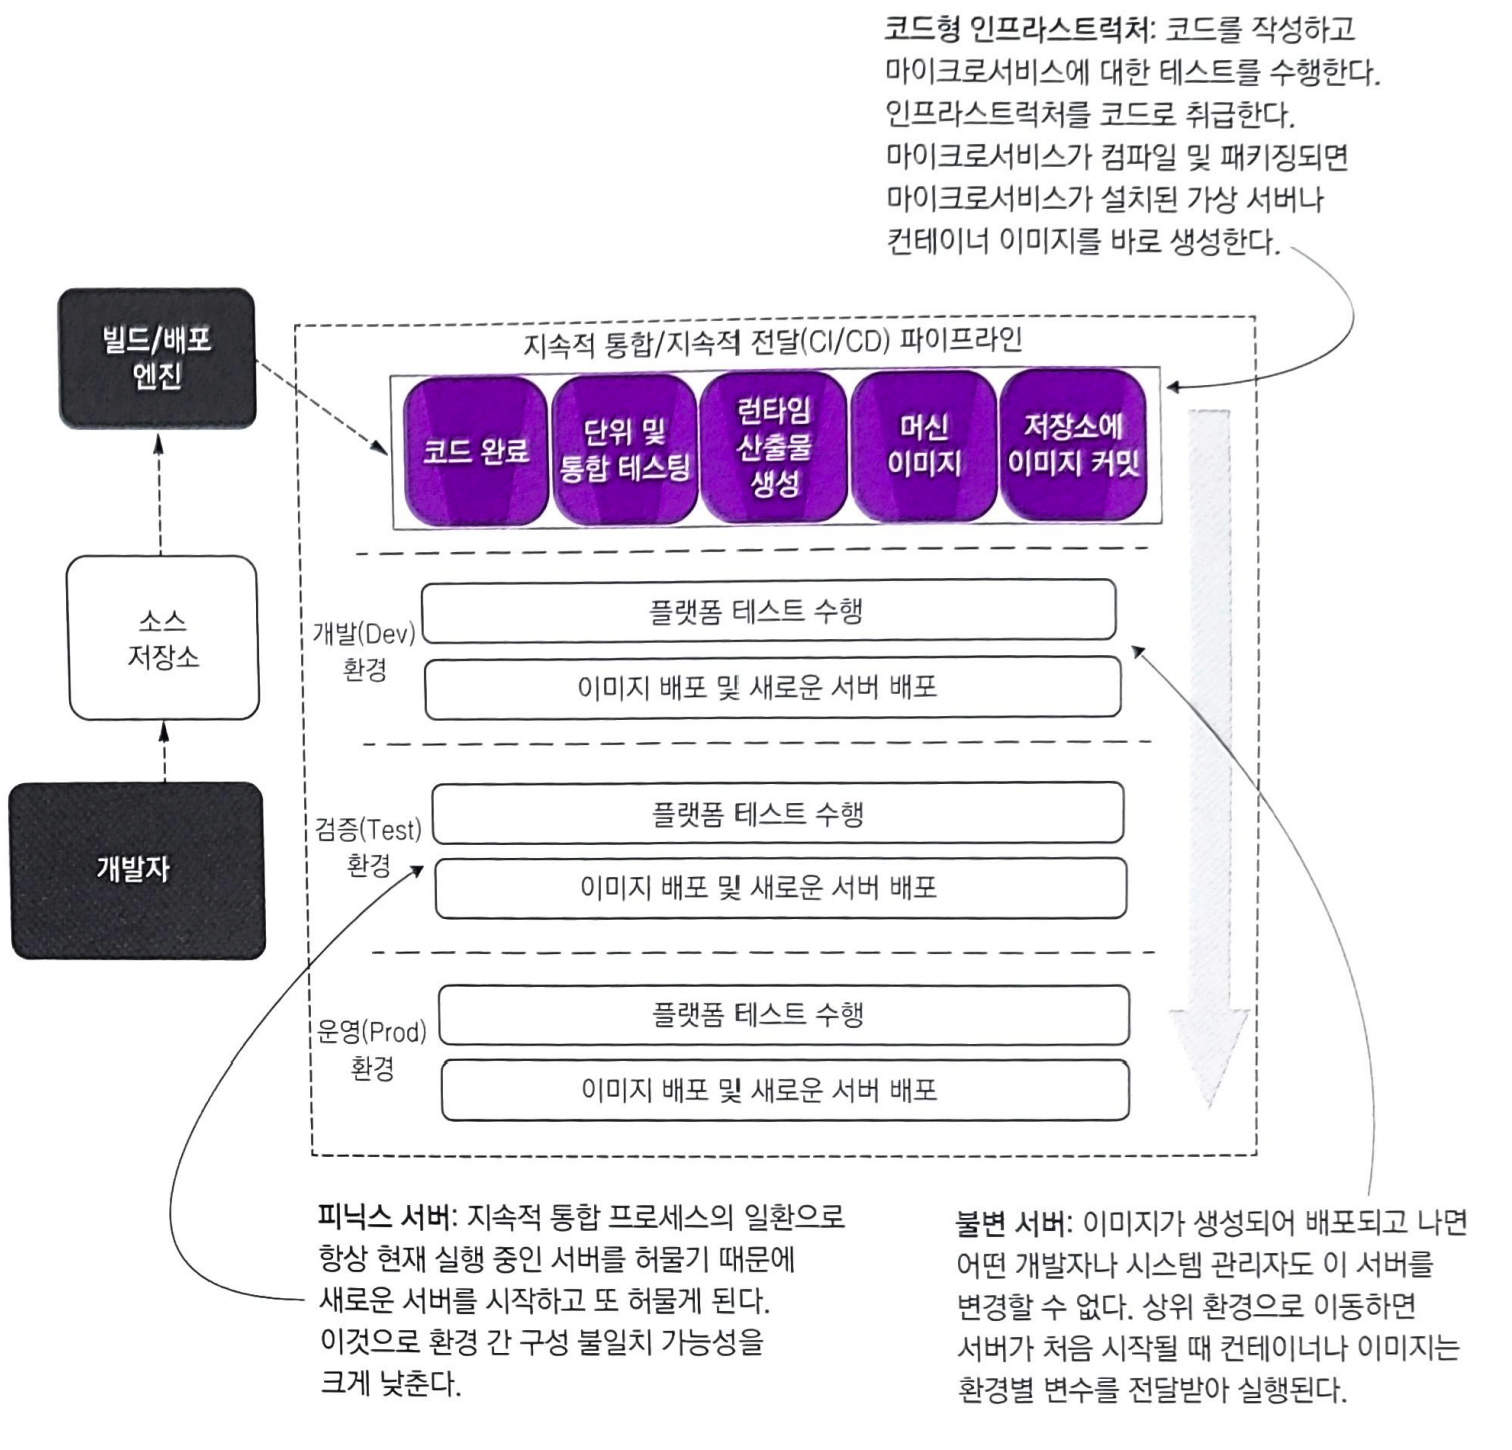 코드형 인프라스트럭처: 코드를 작성하고
마이크로서비스에 대한 테스트를 수행한다.
인프라스트럭처를 코드로 취급한다.
마이크로서비스가 컴파일 및 패키징되면
마이크로서비스가 설치된 가상 서버나
컨테이너 이미지를 바로 생성한다.
빌드/배포
엔진
소스
저장소
개발자
지속적 통합/지속적 전달(CI/CD) 파이프라인
코드 완료
단위 및
통합 테스팅
런타임
산출물
생성
머신
이미지
저장소에
이미지 커밋
개발(Dev)
환경
플랫폼 테스트 수행
이미지 배포 및 새로운 서버 배포
검증(Test)
환경
플랫폼 테스트 수행
이미지 배포 및 새로운 서버 배포
운영(Prod)
환경
플랫폼 테스트 수행
이미지 배포 및 새로운 서버 배포
피닉스 서버: 지속적 통합 프로세스의 일환으로
항상 현재 실행 중인 서버를 허물기 때문에
새로운 서버를 시작하고 또 허물게 된다.
이것으로 환경 간 구성 불일치 가능성을
크게 낮춘다.
불변 서버: 이미지가 생성되어 배포되고 나면
어떤 개발자나 시스템 관리자도 이 서버를
변경할 수 없다. 상위 환경으로 이동하면
서버가 처음 시작될 때 컨테이너나 이미지는
환경별 변수를 전달받아 실행된다.